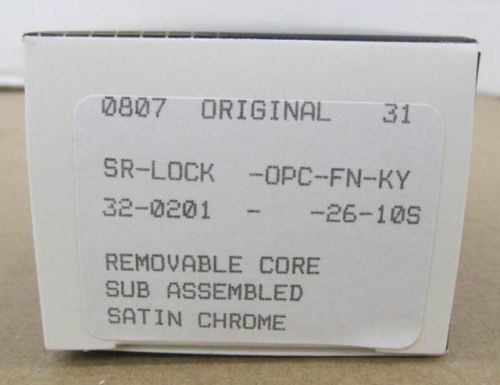 0807 ORIGINAL 31
SR-LOCK -OPC-FN-KY
32-0201 - -26-10S
REMOVABLE CORE
SUB ASSEMBLED
SATIN CHROME